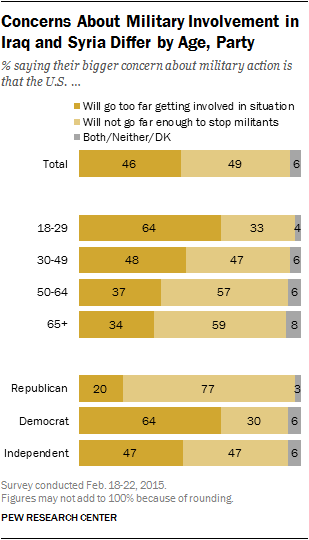 Concerns About Military Involvement in
Iraq and Syria Differ by Age, Party
% saying their bigger concern about military action is
that the U.S. ...
Will go too far getting involved in situation
Will not go far enough to stop militants
Both/Neither/DK
Total 46 49 6
18-29 64 33 4
30-49 48 47 6
50-64 37 57 6
65+ 34 59 8
Republican 20 77 3
Democrat 64 30 6
Independent 47 47 6
Survey conducted Feb. 18-22, 2015.
Figures may not add to 100% because of rounding.
PEW RESEARCH CENTER